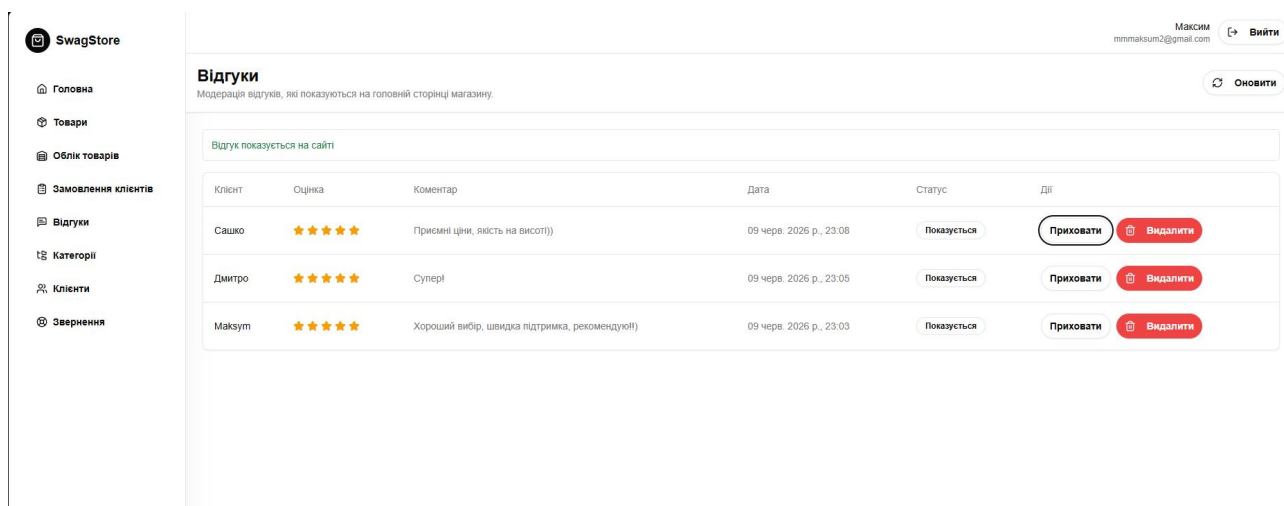 SwagStore
Максим
mmmaksum2@gmail.com
Вийти
Головна
Товари
Облік товарів
Замовлення клієнтів
Відгуки
Категорії
Клієнти
Звернення
Відгуки
Модерація відгуків, які показуються на головній сторінці магазину.
Оновити
Відгук показується на сайті
Клієнт Оцінка Коментар Дата Статус Дії
Сашко Приємні ціни, якість на висоті)) 09 черв. 2026 р., 23:08 Показується Приховати Видалити
Дмитро Супер! 09 черв. 2026 р., 23:05 Показується Приховати Видалити
Maksym Хороший вибір, швидка підтримка, рекомендую!!) 09 черв. 2026 р., 23:03 Показується Приховати Видалити